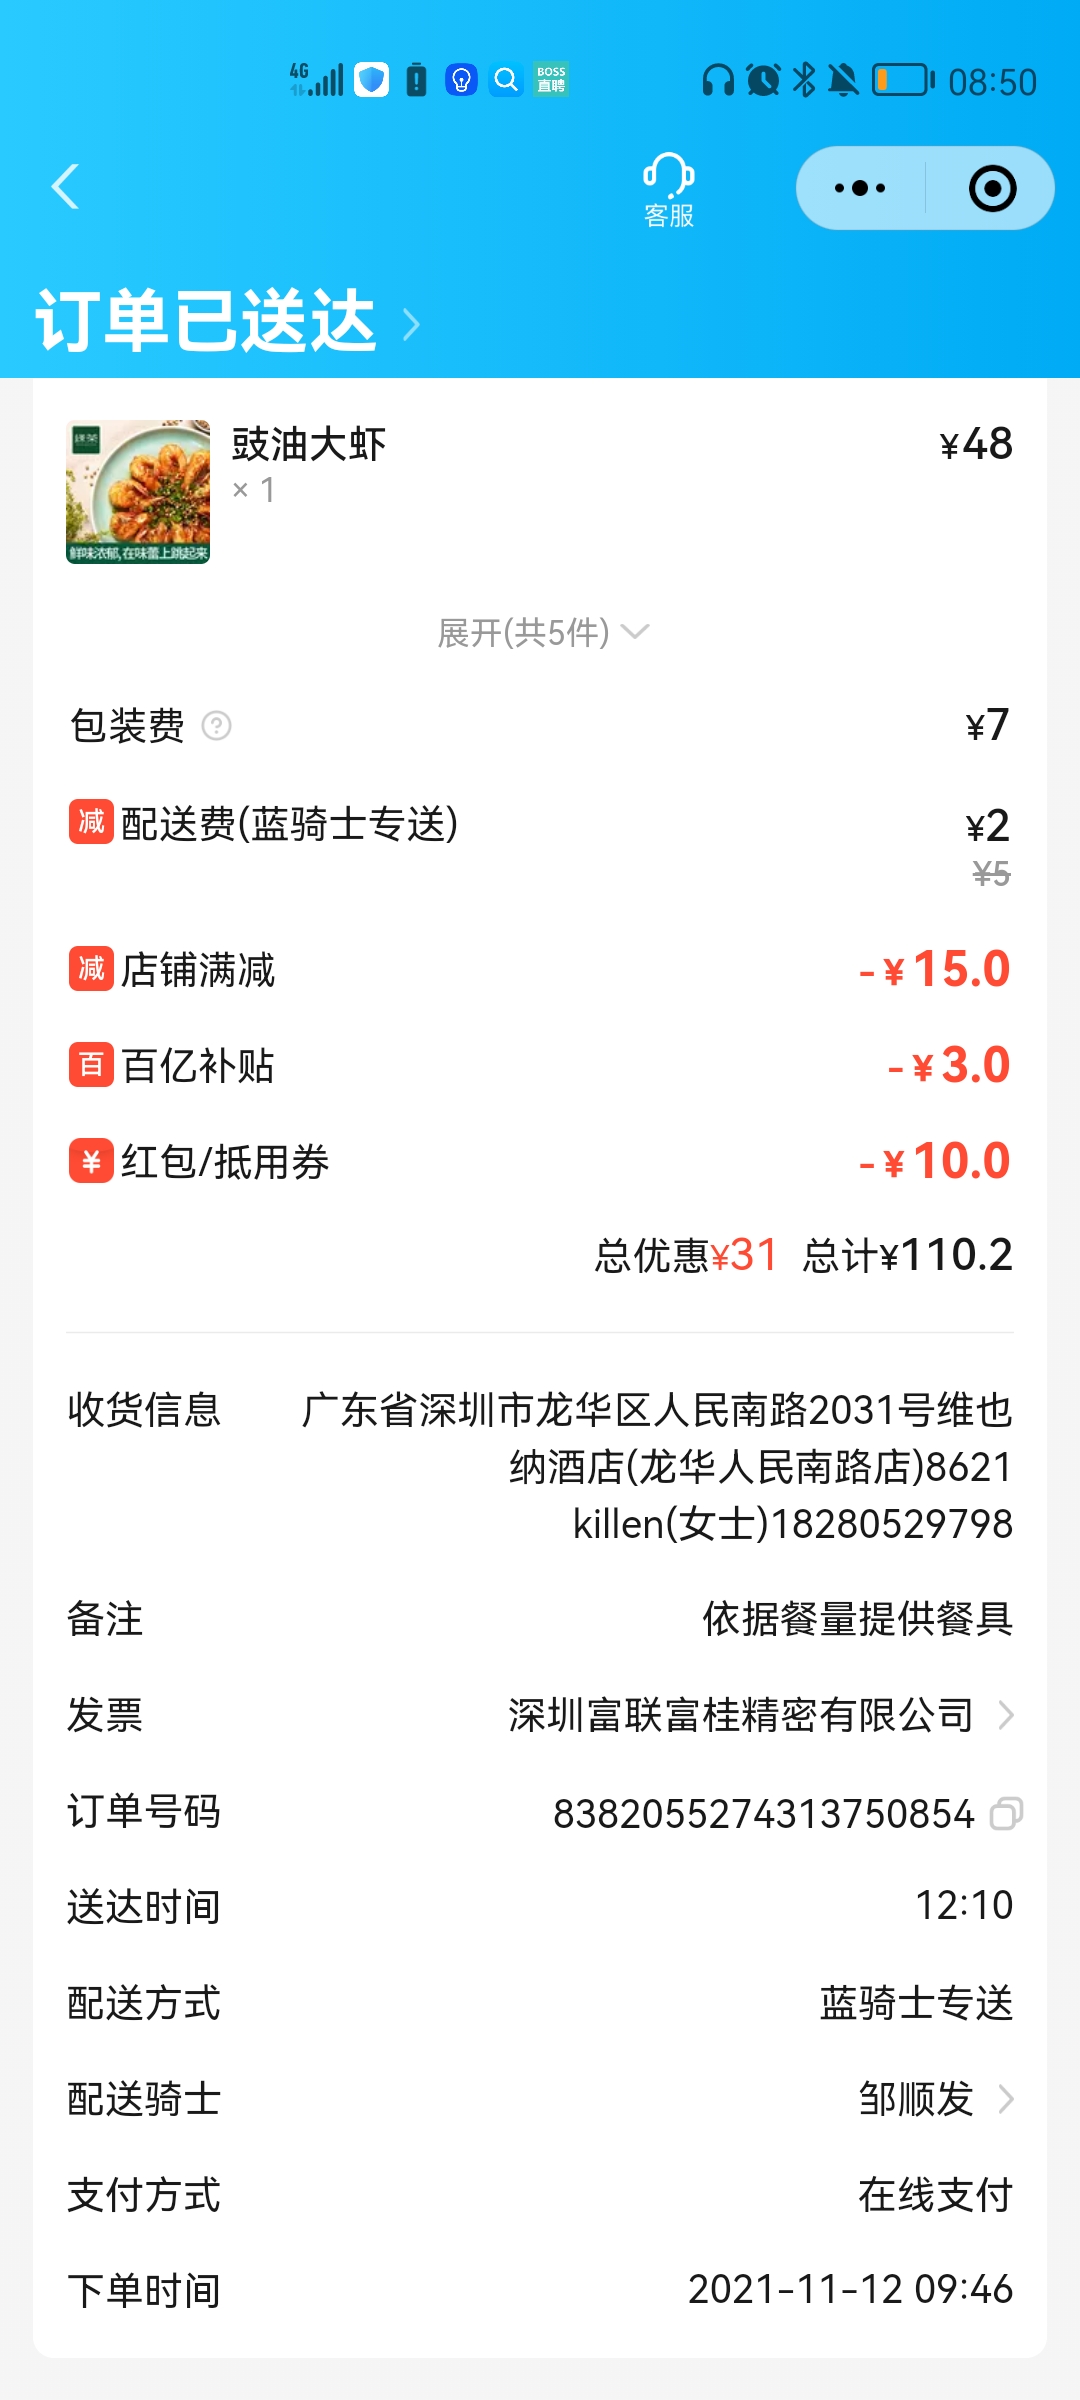 4G
BOSS
直聘
08:50
客服
订单已送达
豉油大虾
¥48
× 1
鲜味浓郁,在味蕾上跳起来
展开(共5件)
包装费
¥7
减 配送费(蓝骑士专送)
¥2
¥5
减 店铺满减
-¥15.0
百 百亿补贴
-¥3.0
¥ 红包/抵用券
-¥10.0
总优惠¥31 总计¥110.2
收货信息
广东省深圳市龙华区人民南路2031号维也
纳酒店(龙华人民南路店)8621
killen(女士)18280529798
备注
依据餐量提供餐具
发票
深圳富联富桂精密有限公司
订单号码
8382055274313750854
送达时间
12:10
配送方式
蓝骑士专送
配送骑士
邹顺发
支付方式
在线支付
下单时间
2021-11-12 09:46